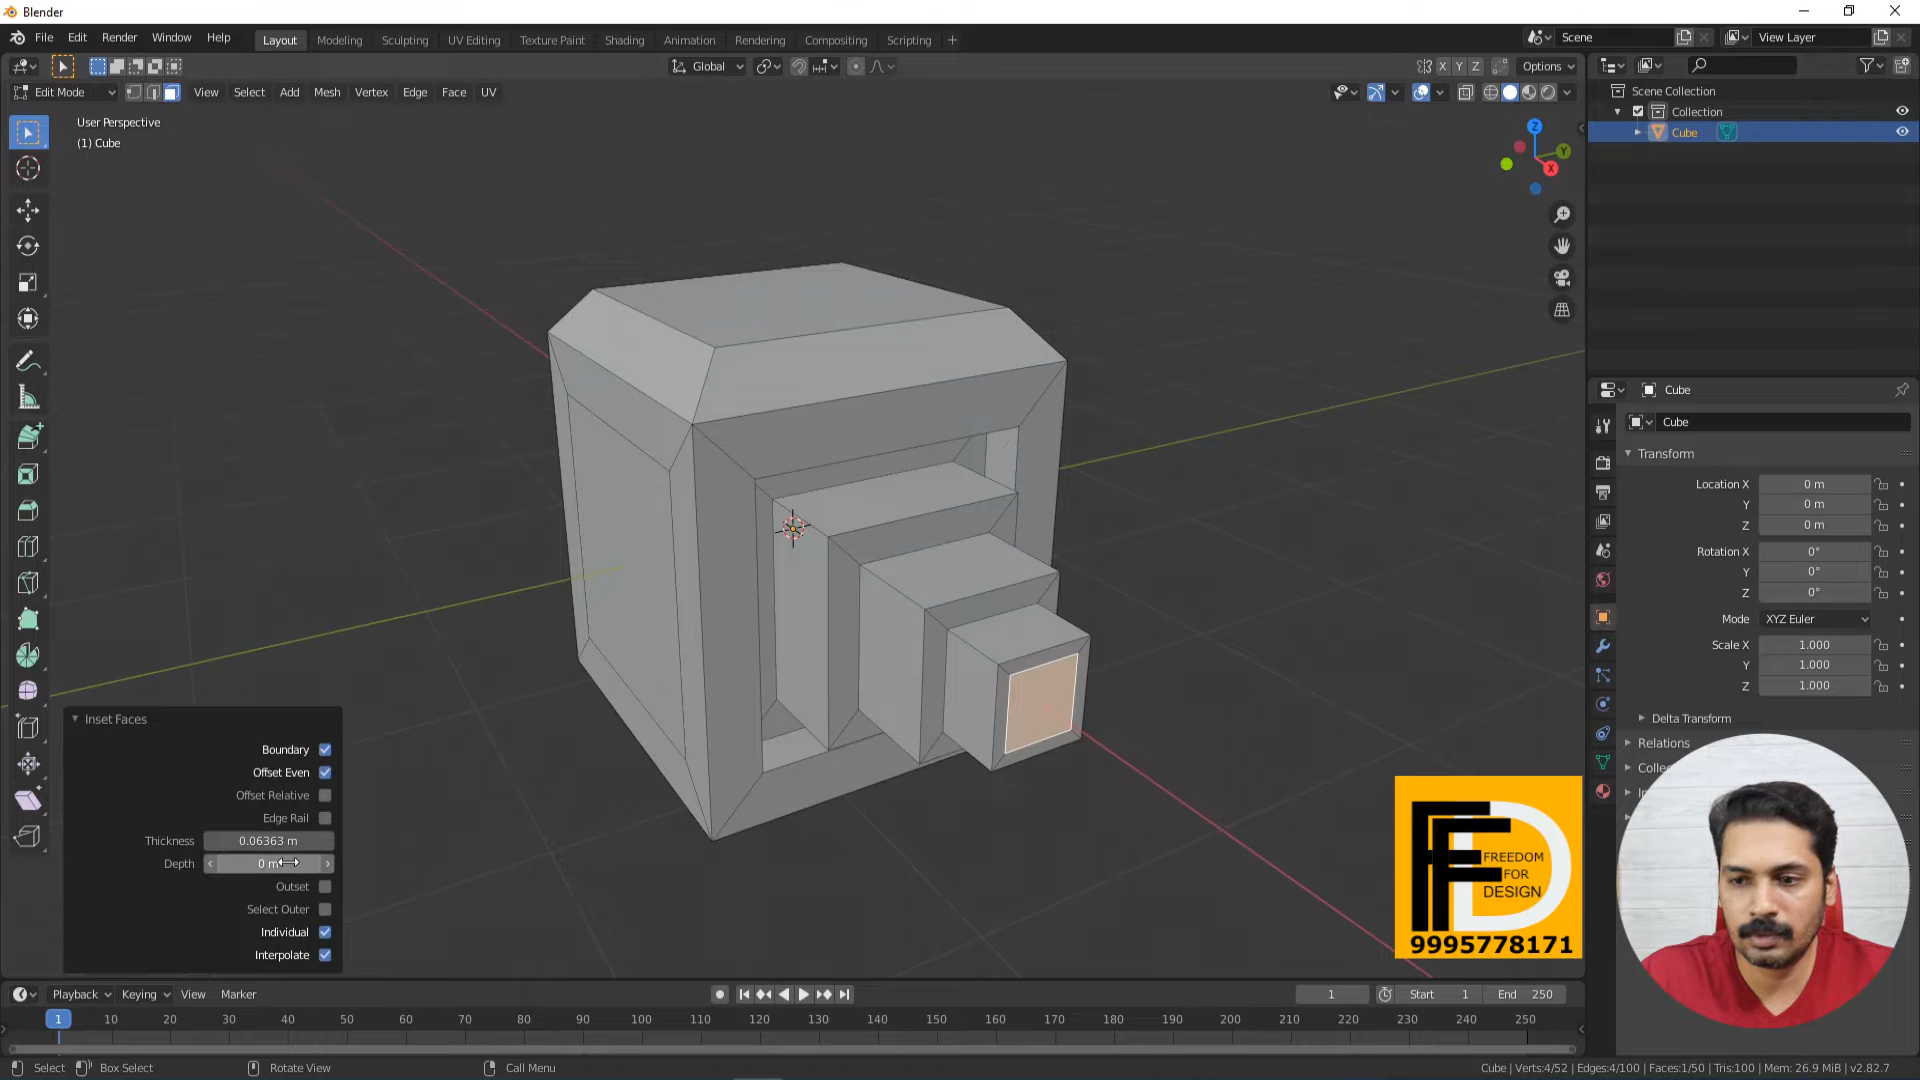 Blender
File Edit Render Window Help
Layout Modeling Sculpting UV Editing Texture Paint Shading Animation Rendering Compositing Scripting +
Scene
View Layer
Global
X Y Z Options
Edit Mode View Select Add Mesh Vertex Edge Face UV
User Perspective
(1) Cube
Z
Y
X
Scene Collection
Collection
Cube
Cube
Cube
Transform
Location X 0 m
Y 0 m
Z 0 m
Rotation X 0°
Y 0°
Z 0°
Mode XYZ Euler
Scale X 1.000
Y 1.000
Z 1.000
Delta Transform
Relations
Inset Faces
Boundary
Offset Even
Offset Relative
Edge Rail
Thickness 0.06363 m
Depth 0 m
Outset
Select Outer
Individual
Interpolate
FREEDOM
FOR
DESIGN
9995778171
Playback Keying View Marker
1 Start 1 End 250
1 10 20 30 40 50 60 70 80 90 100 110 120 130 140 150 160 170 180 190 200 210 220 230 240 250
Select Box Select Rotate View Call Menu
Cube | Verts:4/52 | Edges:4/100 | Faces:1/50 | Tris:100 | Mem: 26.9 MiB | v2.82.7